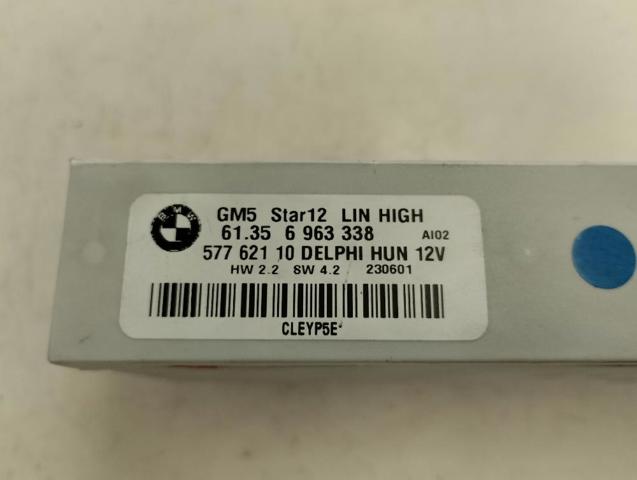 BMW
GM5 Star12 LIN HIGH
61.35 6 963 338 AI02
577 621 10 DELPHI HUN 12V
HW 2.2 SW 4.2 230601
CLEYP5E*